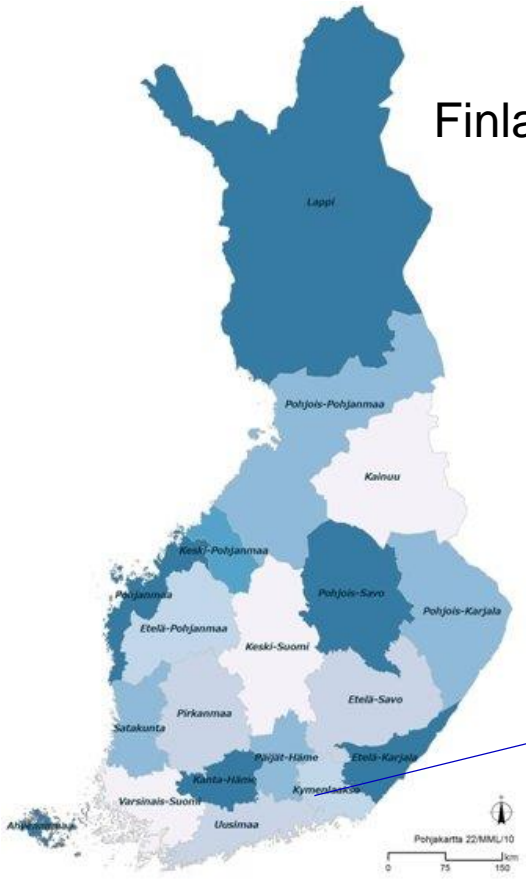 Finla
Lappi
Pohjois-Pohjanmaa
Kainuu
Keski-Pohjanmaa
Pohjanmaa
Pohjois-Savo
Pohjois-Karjala
Etelä-Pohjanmaa
Keski-Suomi
Etelä-Savo
Pirkanmaa
Satakunta
Päijät-Häme
Etelä-Karjala
Kanta-Häme
Kymenlaakso
Varsinais-Suomi
Ahvenanmaa
Uusimaa
Pohjakartta 22/MML/10
km
0 75 150